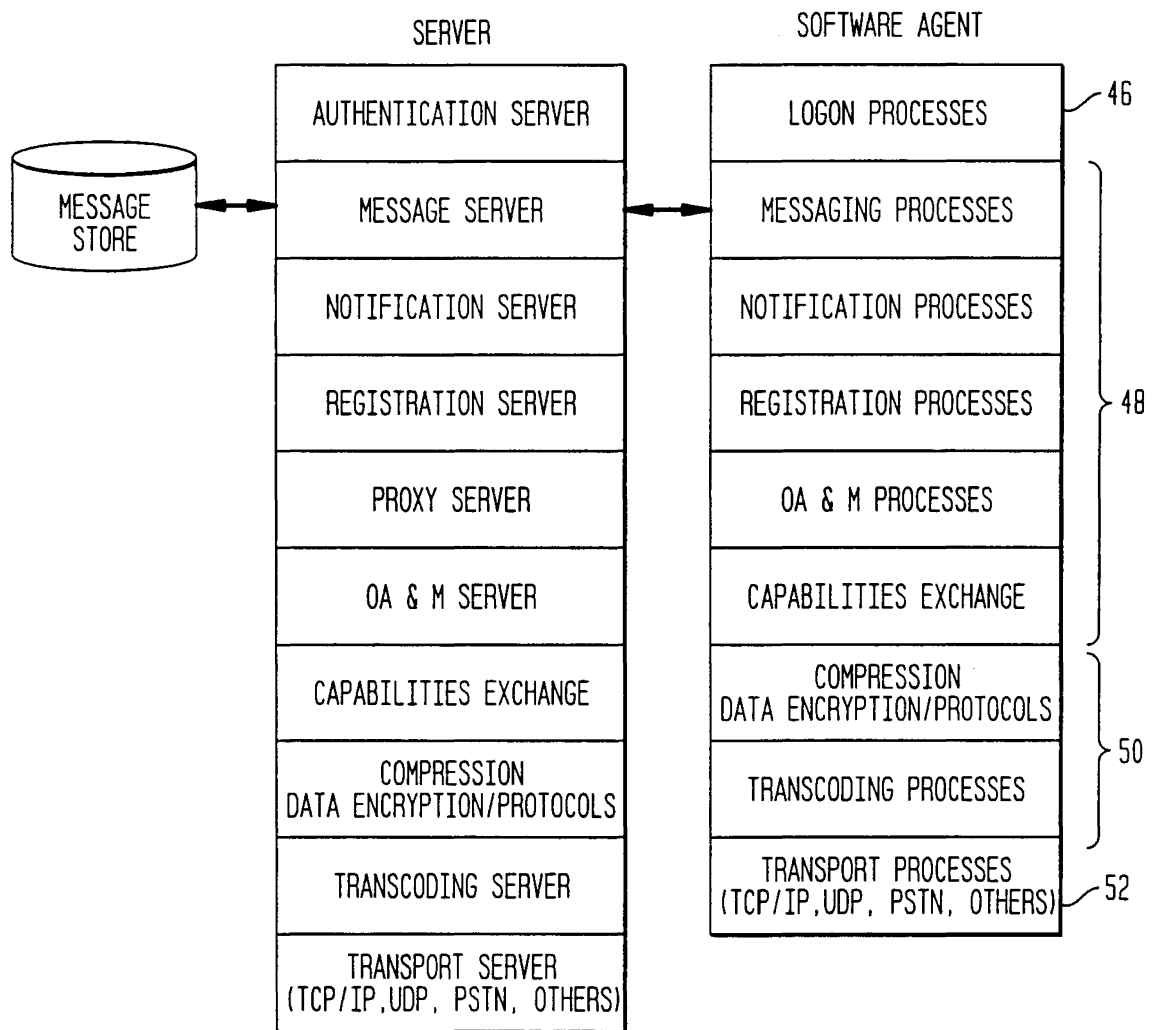 SERVER
SOFTWARE AGENT
AUTHENTICATION SERVER
LOGON PROCESSES
46
MESSAGE
STORE
MESSAGE SERVER
MESSAGING PROCESSES
NOTIFICATION SERVER
NOTIFICATION PROCESSES
REGISTRATION SERVER
REGISTRATION PROCESSES
48
PROXY SERVER
OA & M PROCESSES
OA & M SERVER
CAPABILITIES EXCHANGE
CAPABILITIES EXCHANGE
COMPRESSION
DATA ENCRYPTION/PROTOCOLS
50
COMPRESSION
DATA ENCRYPTION/PROTOCOLS
TRANSCODING PROCESSES
TRANSCODING SERVER
TRANSPORT PROCESSES
(TCP/IP,UDP, PSTN, OTHERS)
52
TRANSPORT SERVER
(TCP/IP,UDP, PSTN, OTHERS)